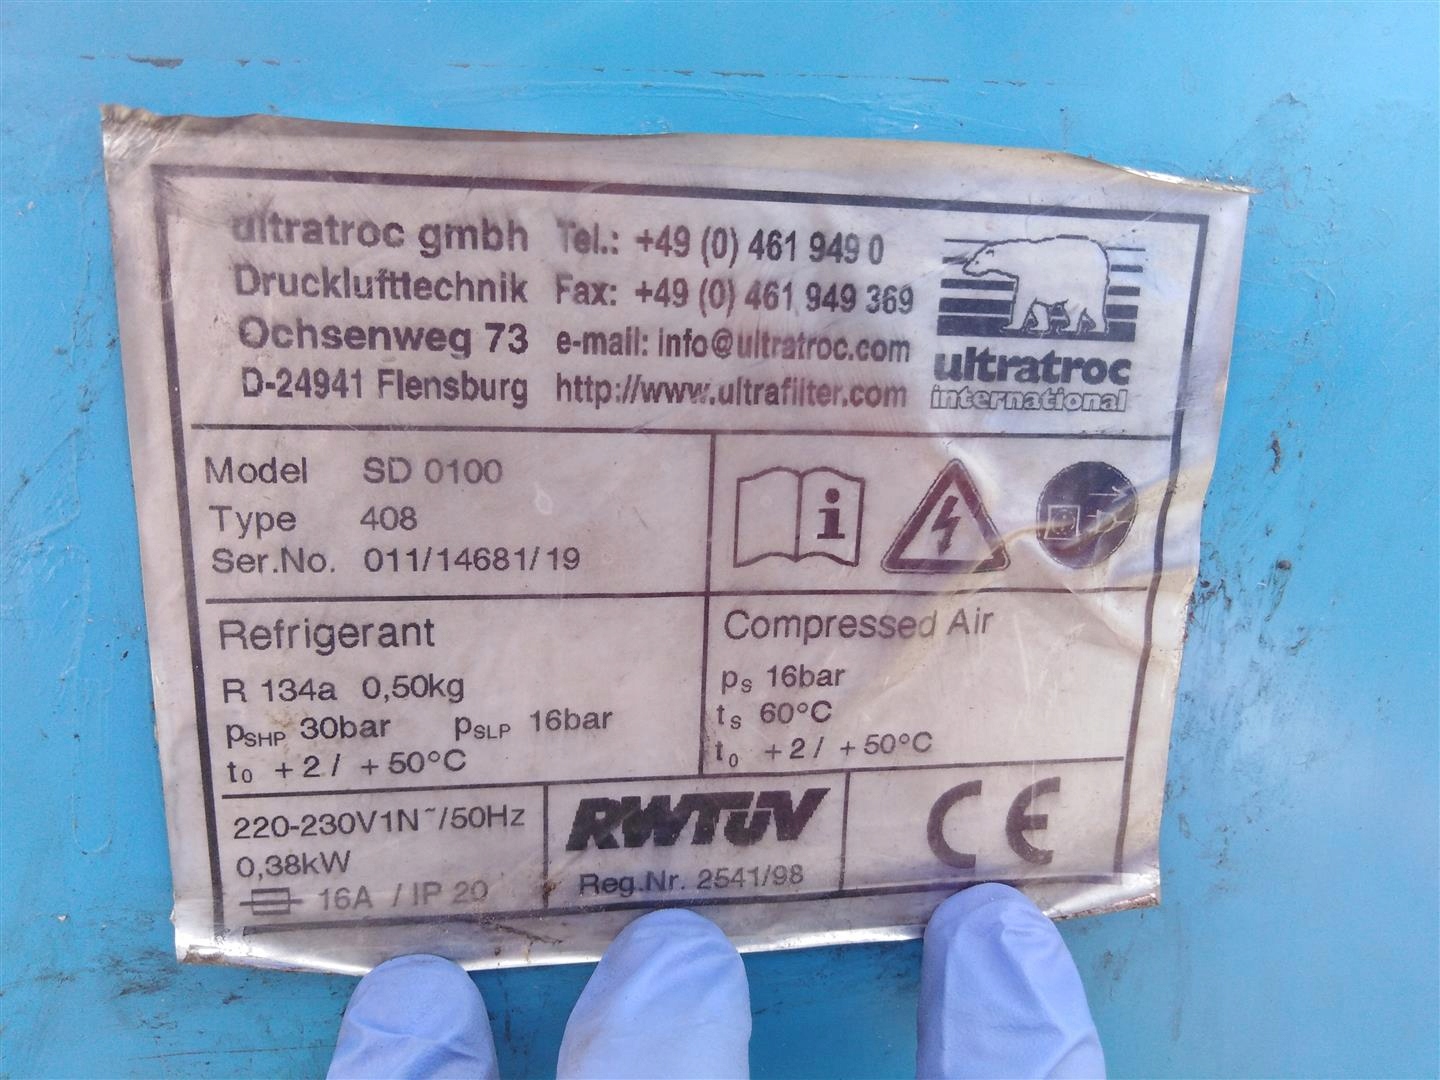 ultratroc gmbh Tel.: +49 (0) 461 949 0
Drucklufttechnik Fax: +49 (0) 461 949 369
Ochsenweg 73 e-mail: info@ultratroc.com
D-24941 Flensburg http://www.ultrafilter.com
ultratroc
international
Model SD 0100
Type 408
Ser.No. 011/14681/19
i
Refrigerant
R 134a 0,50kg
pSHP 30bar pSLP 16bar
t0 +2 / +50°C
Compressed Air
ps 16bar
ts 60°C
t0 +2 / +50°C
220-230V1N~/50Hz
0,38kW
16A / IP 20
RWTÜV
Reg.Nr. 2541/98
CE